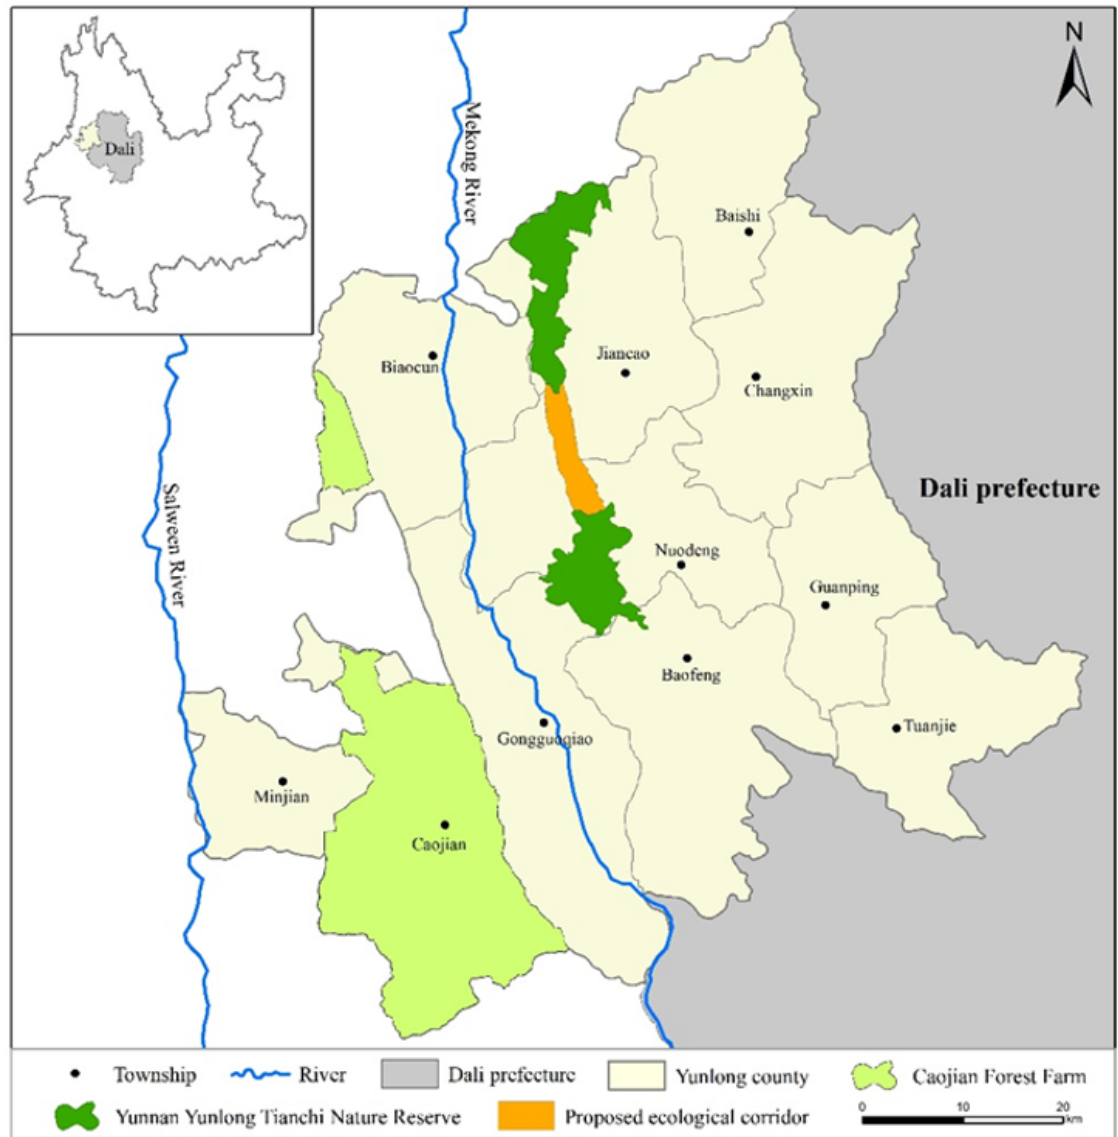 N
Dali
Mekong River
Baishi
Biaocun
Jiancao
Changxin
Dali prefecture
Salween River
Nuodeng
Guanping
Baofeng
Tuanjie
Gongguoqiao
Minjian
Caojian
Township
River
Dali prefecture
Yunlong county
Caojian Forest Farm
Yunnan Yunlong Tianchi Nature Reserve
Proposed ecological corridor
0 10 20
km